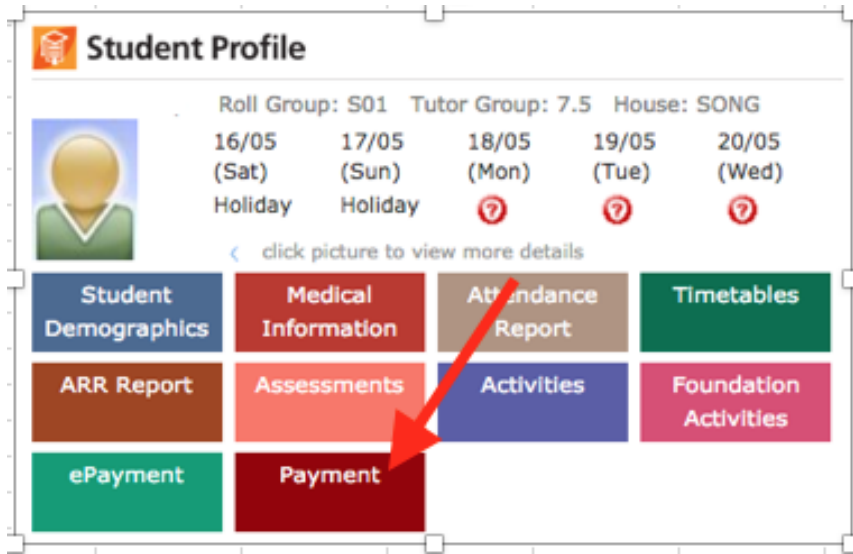 Student Profile
Roll Group: S01 Tutor Group: 7.5 House: SONG
16/05 17/05 18/05 19/05 20/05
(Sat) (Sun) (Mon) (Tue) (Wed)
Holiday Holiday ? ? ?
‹ click picture to view more details
Student Medical Attendance Timetables
Demographics Information Report
ARR Report Assessments Activities Foundation
Activities
ePayment Payment